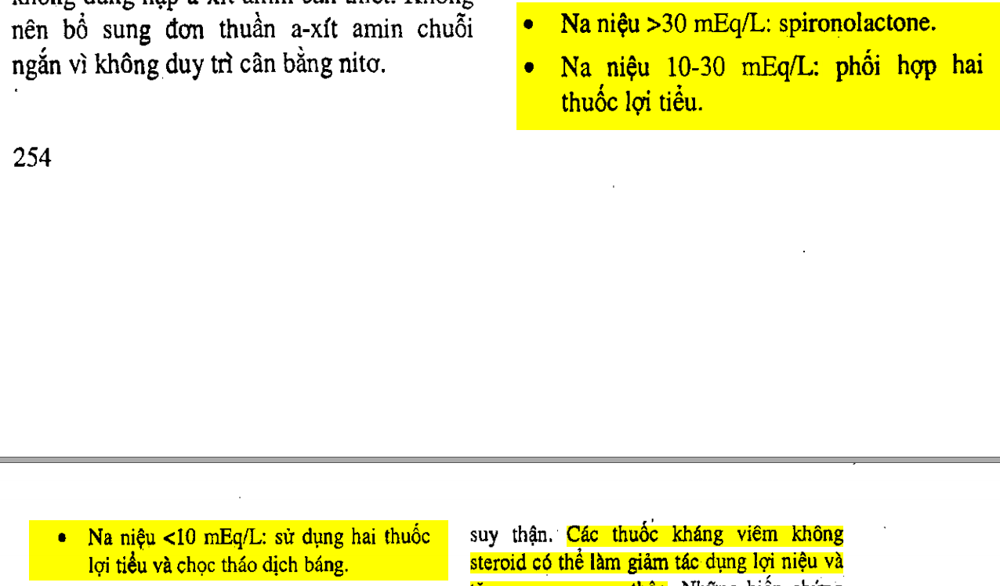 nên bổ sung đơn thuần a-xít amin chuỗi
ngắn vì không duy trì cân bằng nitơ.
254
• Na niệu >30 mEq/L: spironolactone.
• Na niệu 10-30 mEq/L: phối hợp hai
thuốc lợi tiểu.
• Na niệu <10 mEq/L: sử dụng hai thuốc
lợi tiểu và chọc tháo dịch báng.
suy thận. Các thuốc kháng viêm không
steroid có thể làm giảm tác dụng lợi niệu và